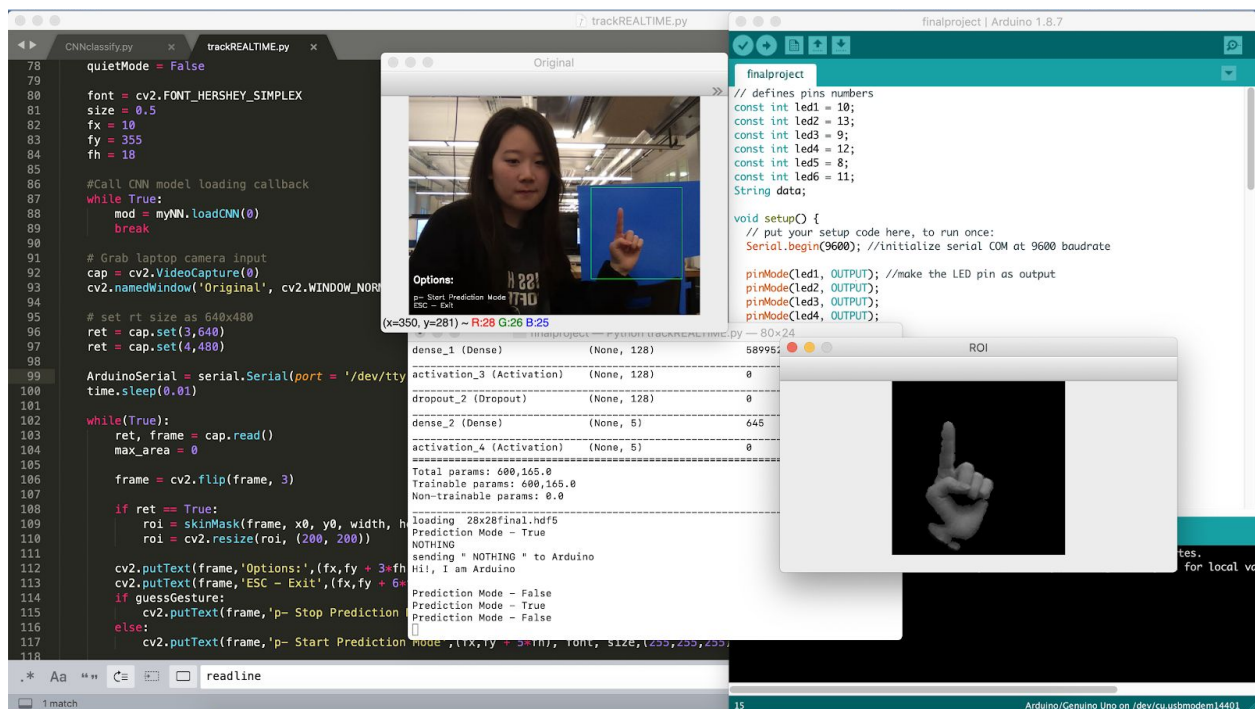 trackREALTIME.py
CNNclassify.py × trackREALTIME.py ×
78 quietMode = False
79
80 font = cv2.FONT_HERSHEY_SIMPLEX
81 size = 0.5
82 fx = 10
83 fy = 355
84 fh = 18
85
86 #Call CNN model loading callback
87 while True:
88 mod = myNN.loadCNN(0)
89 break
90
91 # Grab laptop camera input
92 cap = cv2.VideoCapture(0)
93 cv2.namedWindow('Original', cv2.WINDOW_NOR
94
95 # set rt size as 640x480
96 ret = cap.set(3,640)
97 ret = cap.set(4,480)
98
99 ArduinoSerial = serial.Serial(port = '/dev/tty
100 time.sleep(0.01)
101
102 while(True):
103 ret, frame = cap.read()
104 max_area = 0
105
106 frame = cv2.flip(frame, 3)
107
108 if ret == True:
109 roi = skinMask(frame, x0, y0, width, h
110 roi = cv2.resize(roi, (200, 200))
111
112 cv2.putText(frame,'Options:',(fx,fy + 3*fh
113 cv2.putText(frame,'ESC - Exit',(fx,fy + 6*
114 if guessGesture:
115 cv2.putText(frame,'p- Stop Prediction
116 else:
117 cv2.putText(frame,'p- Start Prediction Mode',(fx,fy + 5*fh), font, size,(255,255,255
118
.* Aa "" readline
1 match
Original
Options:
p- Start Prediction Mode
ESC - Exit
(x=350, y=281) ~ R:28 G:26 B:25
finalproject — Python trackREALTIME.py — 80×24
dense_1 (Dense) (None, 128) 589952
activation_3 (Activation) (None, 128) 0
dropout_2 (Dropout) (None, 128) 0
dense_2 (Dense) (None, 5) 645
activation_4 (Activation) (None, 5) 0
Total params: 600,165.0
Trainable params: 600,165.0
Non-trainable params: 0.0
loading 28x28final.hdf5
Prediction Mode - True
NOTHING
sending " NOTHING " to Arduino
Hi!, I am Arduino
Prediction Mode - False
Prediction Mode - True
Prediction Mode - False
finalproject | Arduino 1.8.7
finalproject
// defines pins numbers
const int led1 = 10;
const int led2 = 13;
const int led3 = 9;
const int led4 = 12;
const int led5 = 8;
const int led6 = 11;
String data;
void setup() {
// put your setup code here, to run once:
Serial.begin(9600); //initialize serial COM at 9600 baudrate
pinMode(led1, OUTPUT); //make the LED pin as output
pinMode(led2, OUTPUT);
pinMode(led3, OUTPUT);
pinMode(led4, OUTPUT);
ROI
tes.
for local va
15 Arduino/Genuino Uno on /dev/cu.usbmodem14401